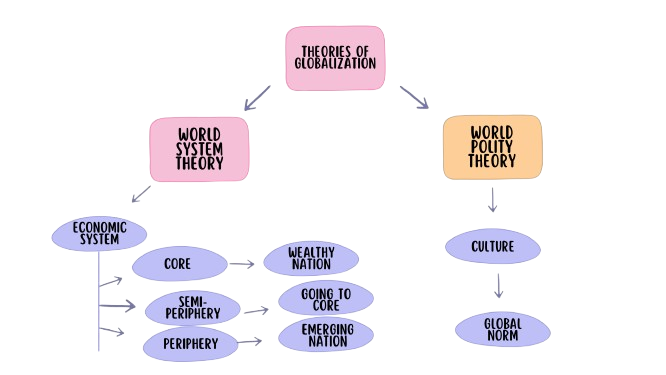 THEORIES OF
GLOBALIZATION
WORLD
SYSTEM
THEORY
WORLD
POLITY
THEORY
ECONOMIC
SYSTEM
CORE
WEALTHY
NATION
SEMI-
PERIPHERY
GOING TO
CORE
PERIPHERY
EMERGING
NATION
CULTURE
GLOBAL
NORM